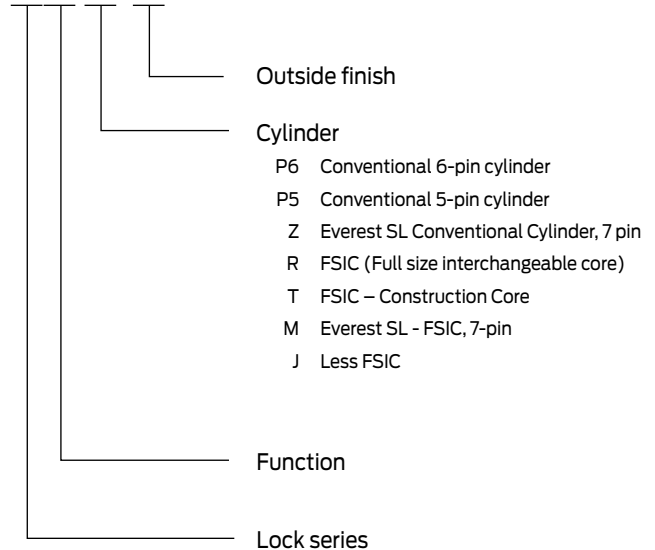 Outside finish
Cylinder
P6 Conventional 6-pin cylinder
P5 Conventional 5-pin cylinder
Z Everest SL Conventional Cylinder, 7 pin
R FSIC (Full size interchangeable core)
T FSIC – Construction Core
M Everest SL - FSIC, 7-pin
J Less FSIC
Function
Lock series